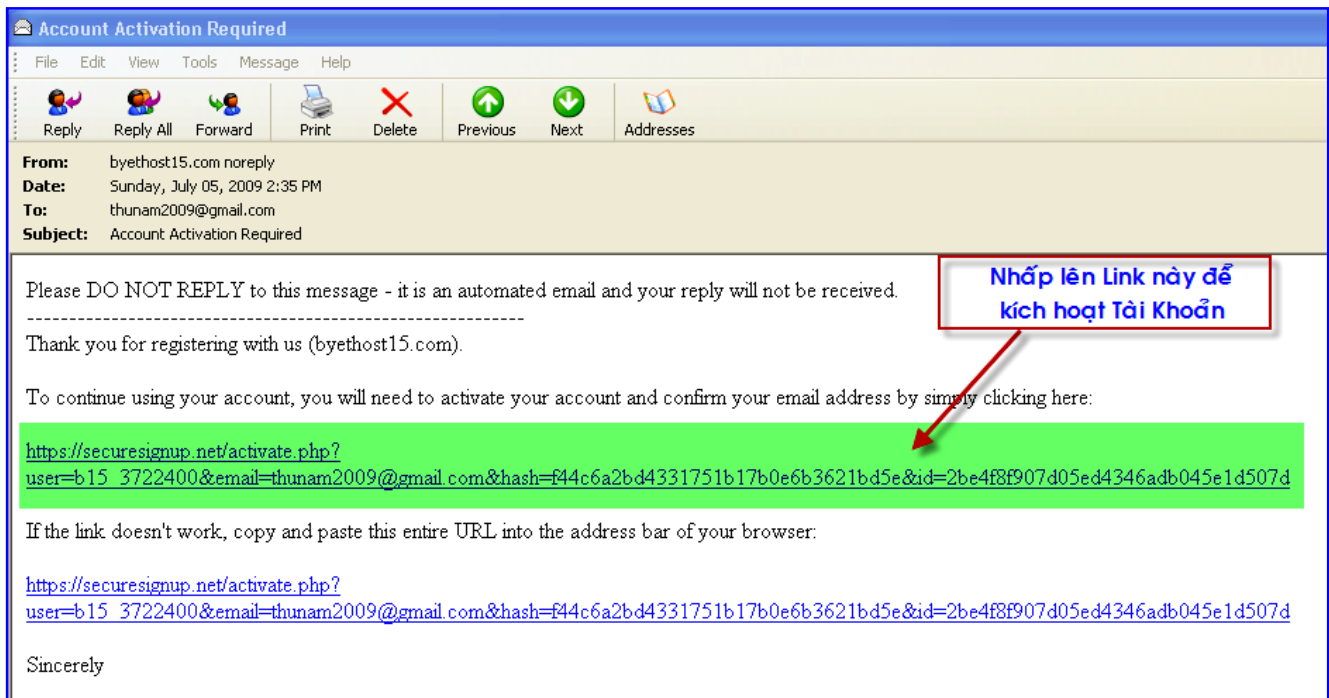 Account Activation Required
File Edit View Tools Message Help
Reply Reply All Forward Print Delete Previous Next Addresses
From: byethost15.com noreply
Date: Sunday, July 05, 2009 2:35 PM
To: thunam2009@gmail.com
Subject: Account Activation Required
Nhấp lên Link này để
kích hoạt Tài Khoản
Please DO NOT REPLY to this message - it is an automated email and your reply will not be received.
------------------------------------------------------------
Thank you for registering with us (byethost15.com).
To continue using your account, you will need to activate your account and confirm your email address by simply clicking here:
https://securesignup.net/activate.php?
user=b15_3722400&email=thunam2009@gmail.com&hash=f44c6a2bd4331751b17b0e6b3621bd5e&id=2be4f8f907d05ed4346adb045e1d507d
If the link doesn't work, copy and paste this entire URL into the address bar of your browser:
https://securesignup.net/activate.php?
user=b15_3722400&email=thunam2009@gmail.com&hash=f44c6a2bd4331751b17b0e6b3621bd5e&id=2be4f8f907d05ed4346adb045e1d507d
Sincerely